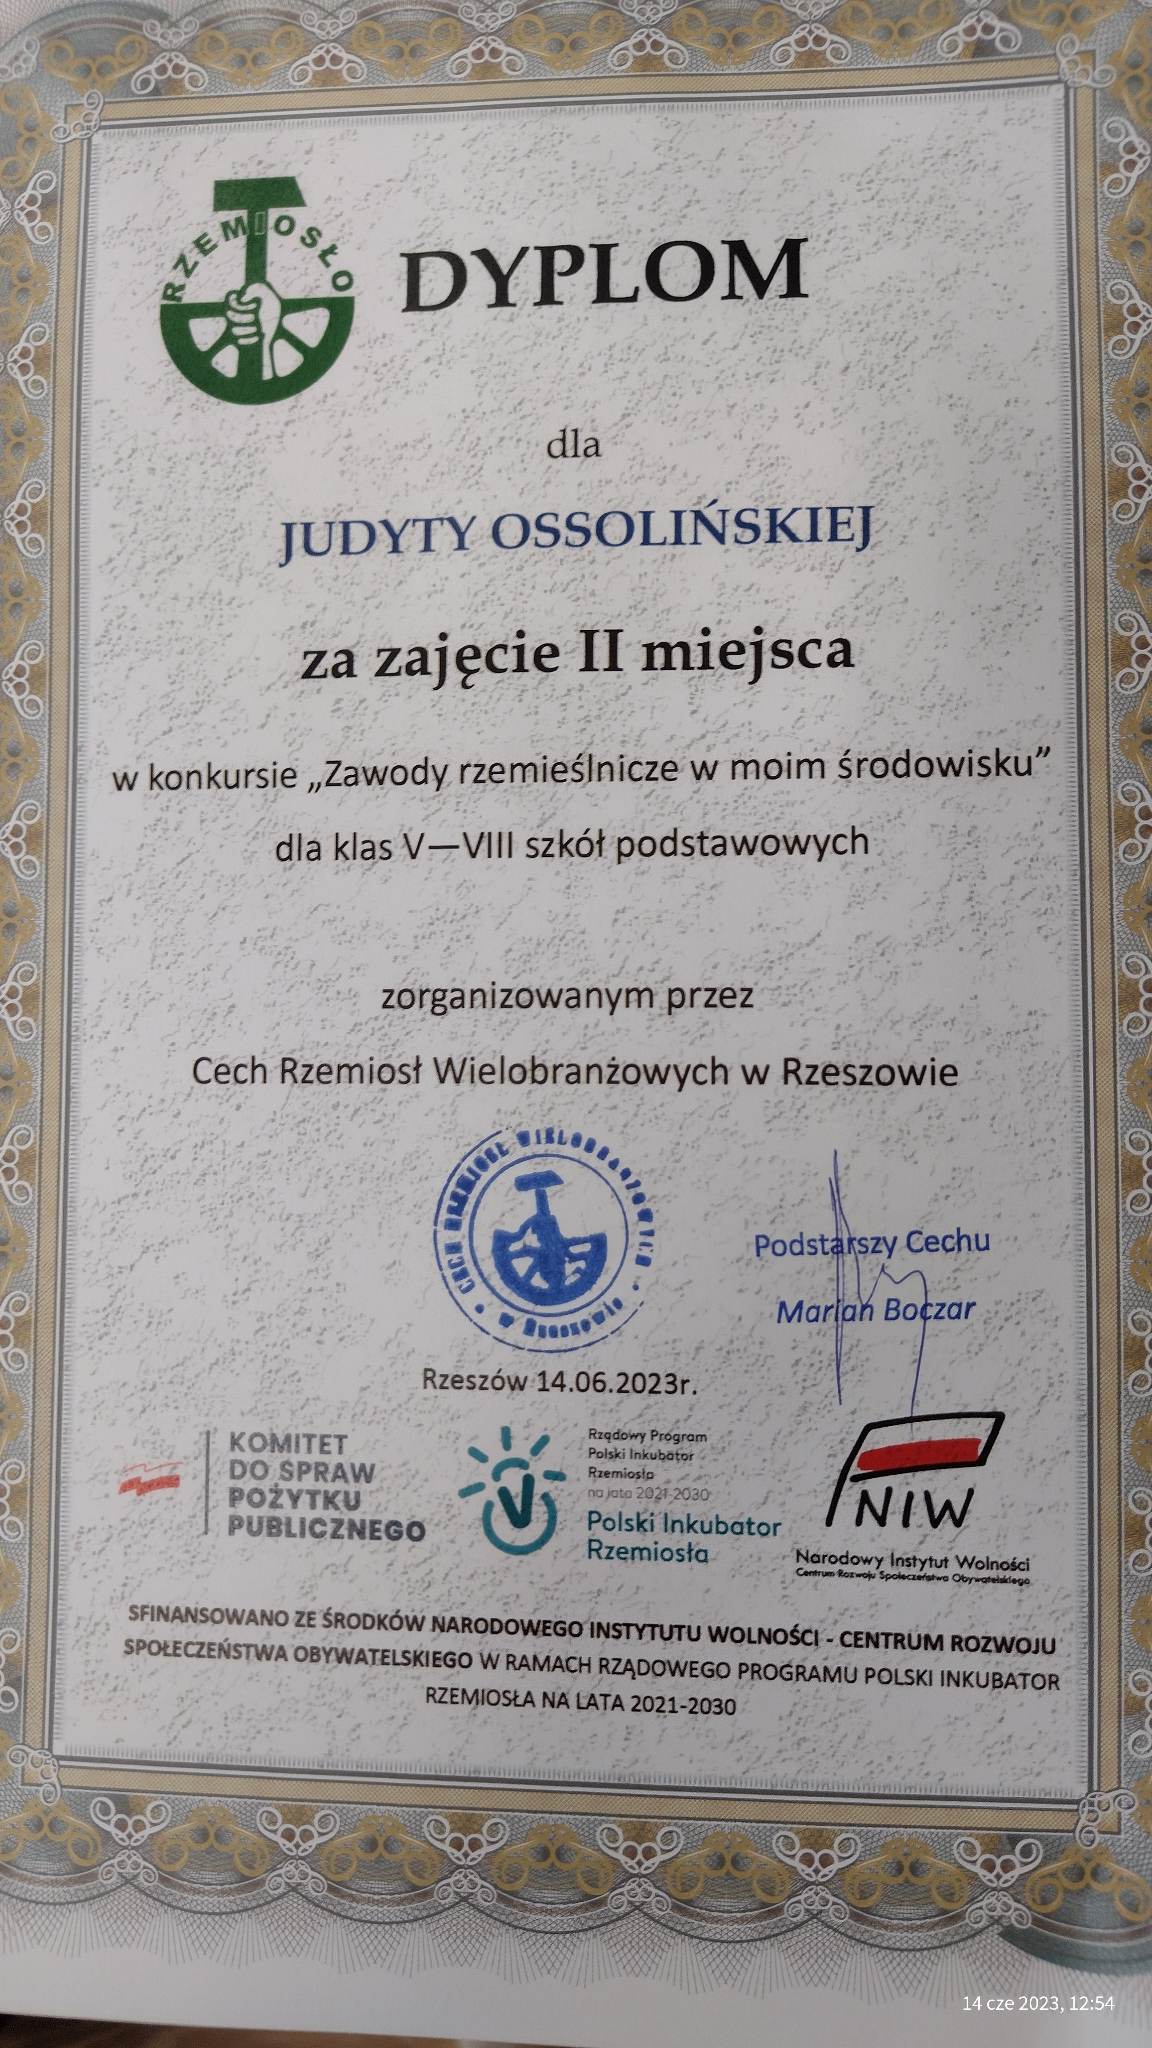 RZEMIOSŁO
DYPLOM
dla
JUDYTY OSSOLIŃSKIEJ
za zajęcie II miejsca
w konkursie „Zawody rzemieślnicze w moim środowisku”
dla klas V—VIII szkół podstawowych
zorganizowanym przez
Cech Rzemiosł Wielobranżowych w Rzeszowie
CECH RZEMIOSŁ WIELOBRANŻOWYCH
w Rzeszowie
Podstarszy Cechu
Marian Boczar
Rzeszów 14.06.2023r.
KOMITET
DO SPRAW
POŻYTKU
PUBLICZNEGO
Rządowy Program
Polski Inkubator
Rzemiosła
na lata 2021-2030
Polski Inkubator
Rzemiosła
NIW
Narodowy Instytut Wolności
Centrum Rozwoju Społeczeństwa Obywatelskiego
SFINANSOWANO ZE ŚRODKÓW NARODOWEGO INSTYTUTU WOLNOŚCI - CENTRUM ROZWOJU
SPOŁECZEŃSTWA OBYWATELSKIEGO W RAMACH RZĄDOWEGO PROGRAMU POLSKI INKUBATOR
RZEMIOSŁA NA LATA 2021-2030
14 cze 2023, 12:54